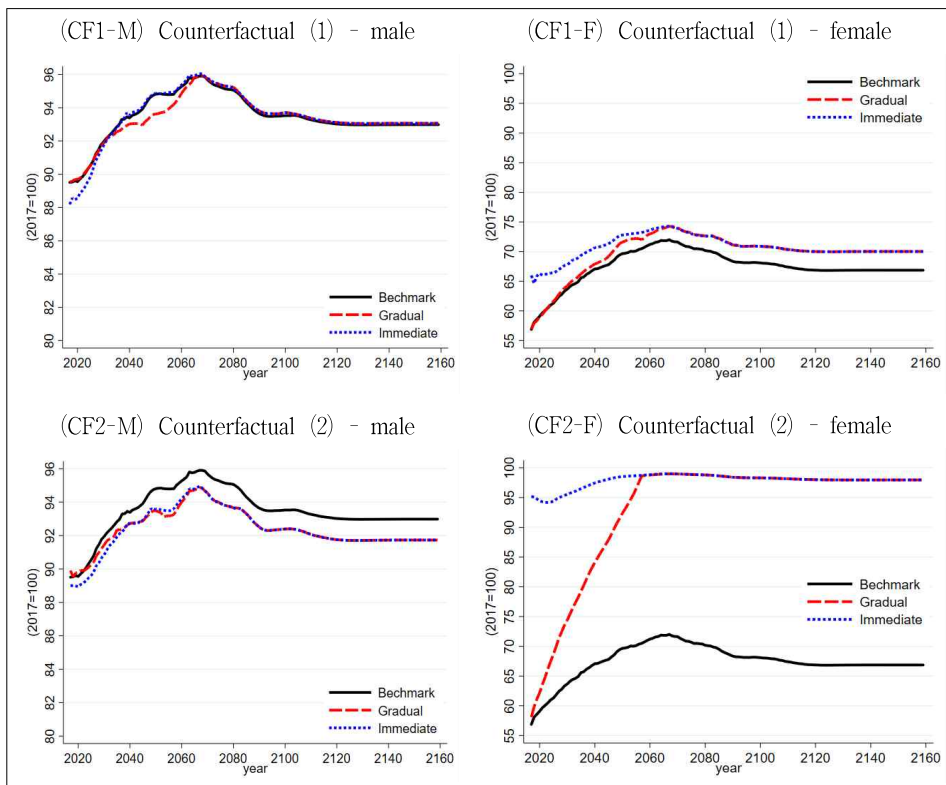 (CF1-M) Counterfactual (1) - male
(2017=100)
96
94
92
90
88
86
84
82
80
Bechmark
Gradual
Immediate
2020 2040 2060 2080 2100 2120 2140 2160
year
(CF1-F) Counterfactual (1) - female
(2017=100)
100
95
90
85
80
75
70
65
60
55
Bechmark
Gradual
Immediate
2020 2040 2060 2080 2100 2120 2140 2160
year
(CF2-M) Counterfactual (2) - male
(2017=100)
96
94
92
90
88
86
84
82
80
Bechmark
Gradual
Immediate
2020 2040 2060 2080 2100 2120 2140 2160
year
(CF2-F) Counterfactual (2) - female
(2017=100)
100
95
90
85
80
75
70
65
60
55
Bechmark
Gradual
Immediate
2020 2040 2060 2080 2100 2120 2140 2160
year